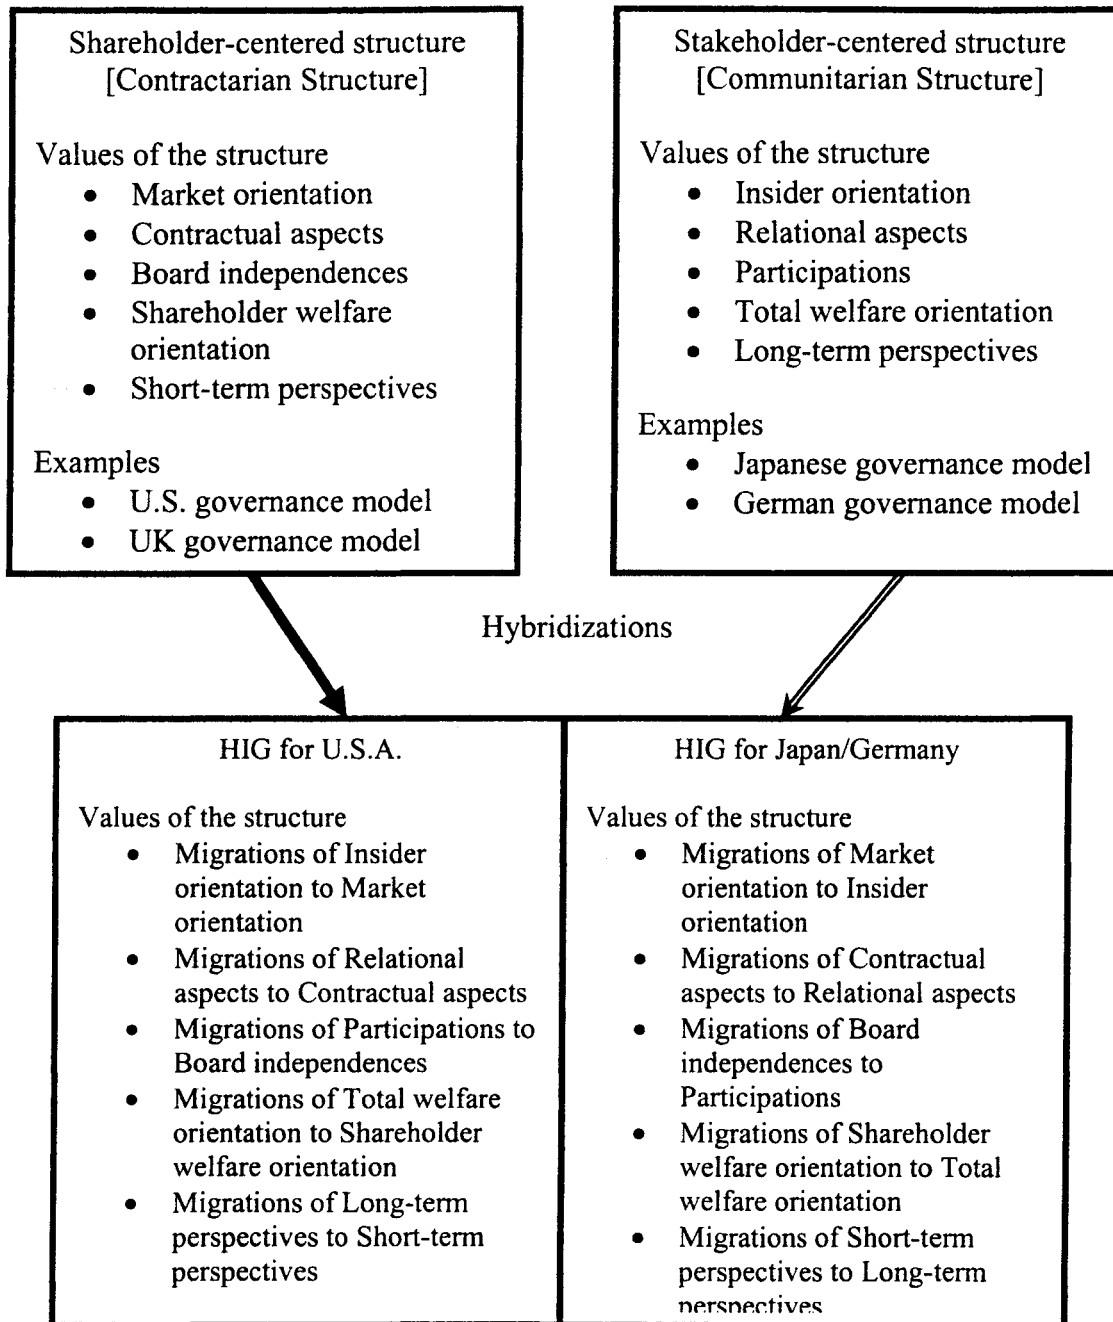 Shareholder-centered structure
[Contractarian Structure]
Values of the structure
• Market orientation
• Contractual aspects
• Board independences
• Shareholder welfare
orientation
• Short-term perspectives
Examples
• U.S. governance model
• UK governance model
Stakeholder-centered structure
[Communitarian Structure]
Values of the structure
• Insider orientation
• Relational aspects
• Participations
• Total welfare orientation
• Long-term perspectives
Examples
• Japanese governance model
• German governance model
Hybridizations
HIG for U.S.A.
Values of the structure
• Migrations of Insider
orientation to Market
orientation
• Migrations of Relational
aspects to Contractual aspects
• Migrations of Participations to
Board independences
• Migrations of Total welfare
orientation to Shareholder
welfare orientation
• Migrations of Long-term
perspectives to Short-term
perspectives
HIG for Japan/Germany
Values of the structure
• Migrations of Market
orientation to Insider
orientation
• Migrations of Contractual
aspects to Relational aspects
• Migrations of Board
independences to
Participations
• Migrations of Shareholder
welfare orientation to Total
welfare orientation
• Migrations of Short-term
perspectives to Long-term
perspectives